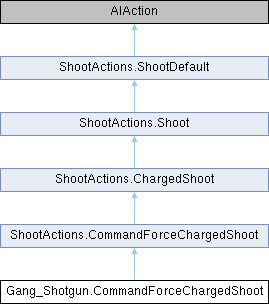 AIAction
ShootActions.ShootDefault
ShootActions.Shoot
ShootActions.ChargedShoot
ShootActions.CommandForceChargedShoot
Gang_Shotgun.CommandForceChargedShoot